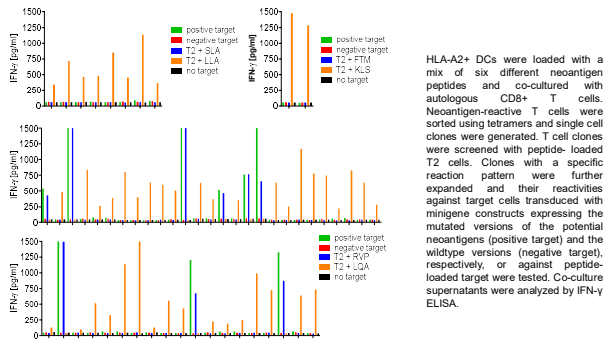 1500
1250
1000
750
500
250
0
IFN-γ [pg/ml]
positive target
negative target
T2 + SLA
T2 + LLA
no target
1500
1250
1000
750
500
250
0
IFN-γ [pg/ml]
positive target
negative target
T2 + FTM
T2 + KLS
no target
1500
1250
1000
750
500
250
0
IFN-γ [pg/ml]
1500
1250
1000
750
500
250
0
IFN-γ [pg/ml]
positive target
negative target
T2 + RVP
T2 + LQA
no target
HLA-A2+ DCs were loaded with a
mix of six different neoantigen
peptides and co-cultured with
autologous CD8+ T cells.
Neoantigen-reactive T cells were
sorted using tetramers and single cell
clones were generated. T cell clones
were screened with peptide- loaded
T2 cells. Clones with a specific
reaction pattern were further
expanded and their reactivities
against target cells transduced with
minigene constructs expressing the
mutated versions of the potential
neoantigens (positive target) and the
wildtype versions (negative target),
respectively, or against peptide-
loaded target were tested. Co-culture
supernatants were analyzed by IFN-γ
ELISA.